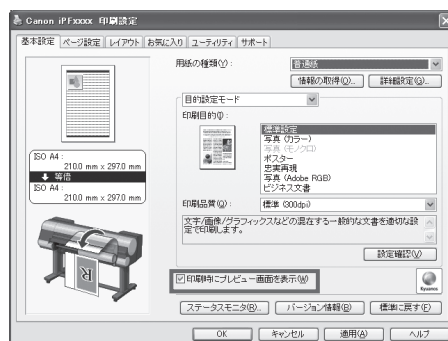 Canon iPFxxxx 印刷設定
基本設定 ページ設定 レイアウト お気に入り ユーティリティ サポート
用紙の種類(Y): 普通紙
情報の取得(Q)... 詳細設定(G)...
目的設定モード
印刷目的(I):
標準設定
写真 (カラー)
写真 (モノクロ)
ポスター
忠実再現
写真 (Adobe RGB)
ビジネス文書
ISO A4:
210.0 mm x 297.0 mm
等倍
ISO A4:
210.0 mm x 297.0 mm
印刷品質(Q): 標準 (300dpi)
文字/画像/グラフィックスなどの混在する一般的な文書を適切な設
定で印刷します。
設定確認(V)
印刷時にプレビュー画面を表示(W)
Kyuanos
ステータスモニタ(R)... バージョン情報(B) 標準に戻す(F)
OK キャンセル 適用(A) ヘルプ